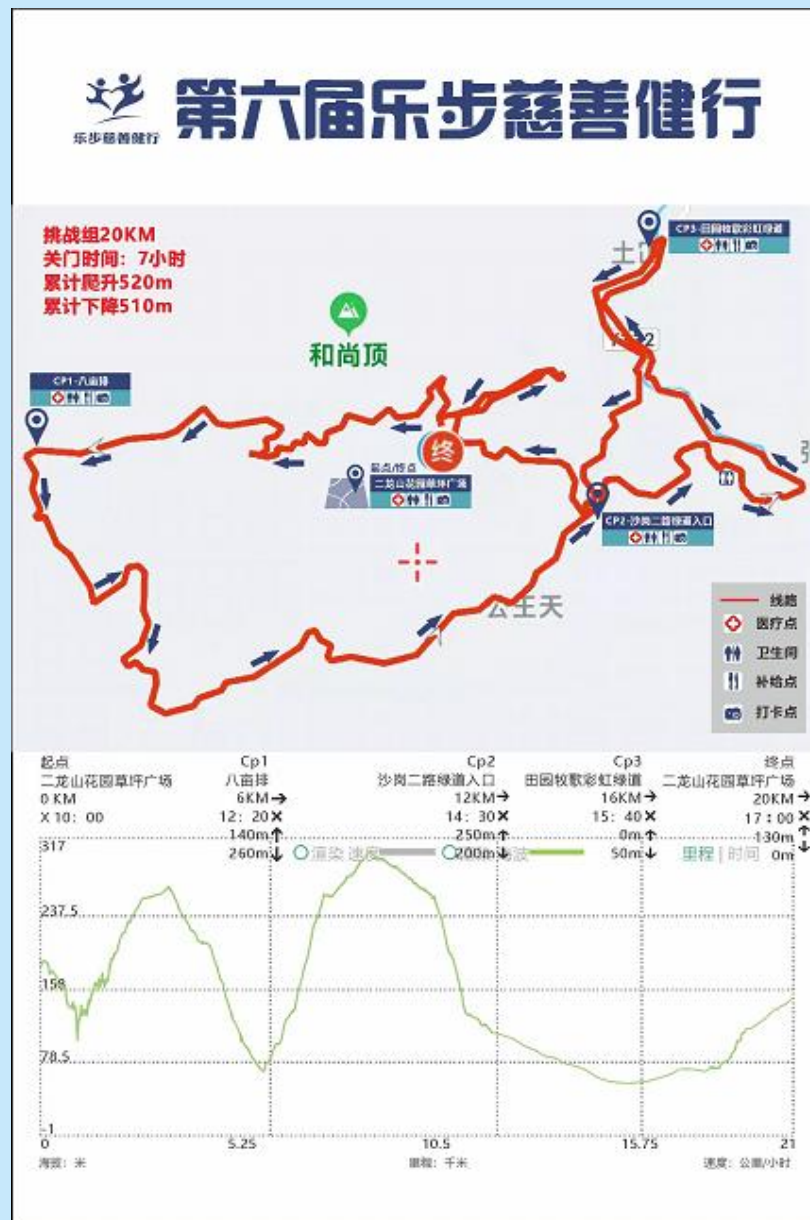 乐步慈善健行
第六届乐步慈善健行
挑战组20KM
关门时间：7小时
累计爬升520m
累计下降510m
和尚顶
CP3-田园牧歌彩虹绿道
CP1-八亩排
终
起点/终点
二龙山花园草坪广场
CP2-沙岗二路绿道入口
公王天
线路
医疗点
卫生间
补给点
打卡点
起点 Cp1 Cp2 Cp3 终点
二龙山花园草坪广场 八亩排 沙岗二路绿道入口 田园牧歌彩虹绿道 二龙山花园草坪广场
0 KM 6KM→ 12KM→ 16KM→ 20KM→
X 10：00 12：20X 14：30X 15：40X 17：00X
140m↑ 250m↑ 0m↑ 130m↑
260m↓ 200m↓ 50m↓ 0m↓
渲染 速度 里程 | 时间
317
237.5
158
78.5
-1
0 5.25 10.5 15.75 21
海拔：米 里程：千米 速度：公里/小时